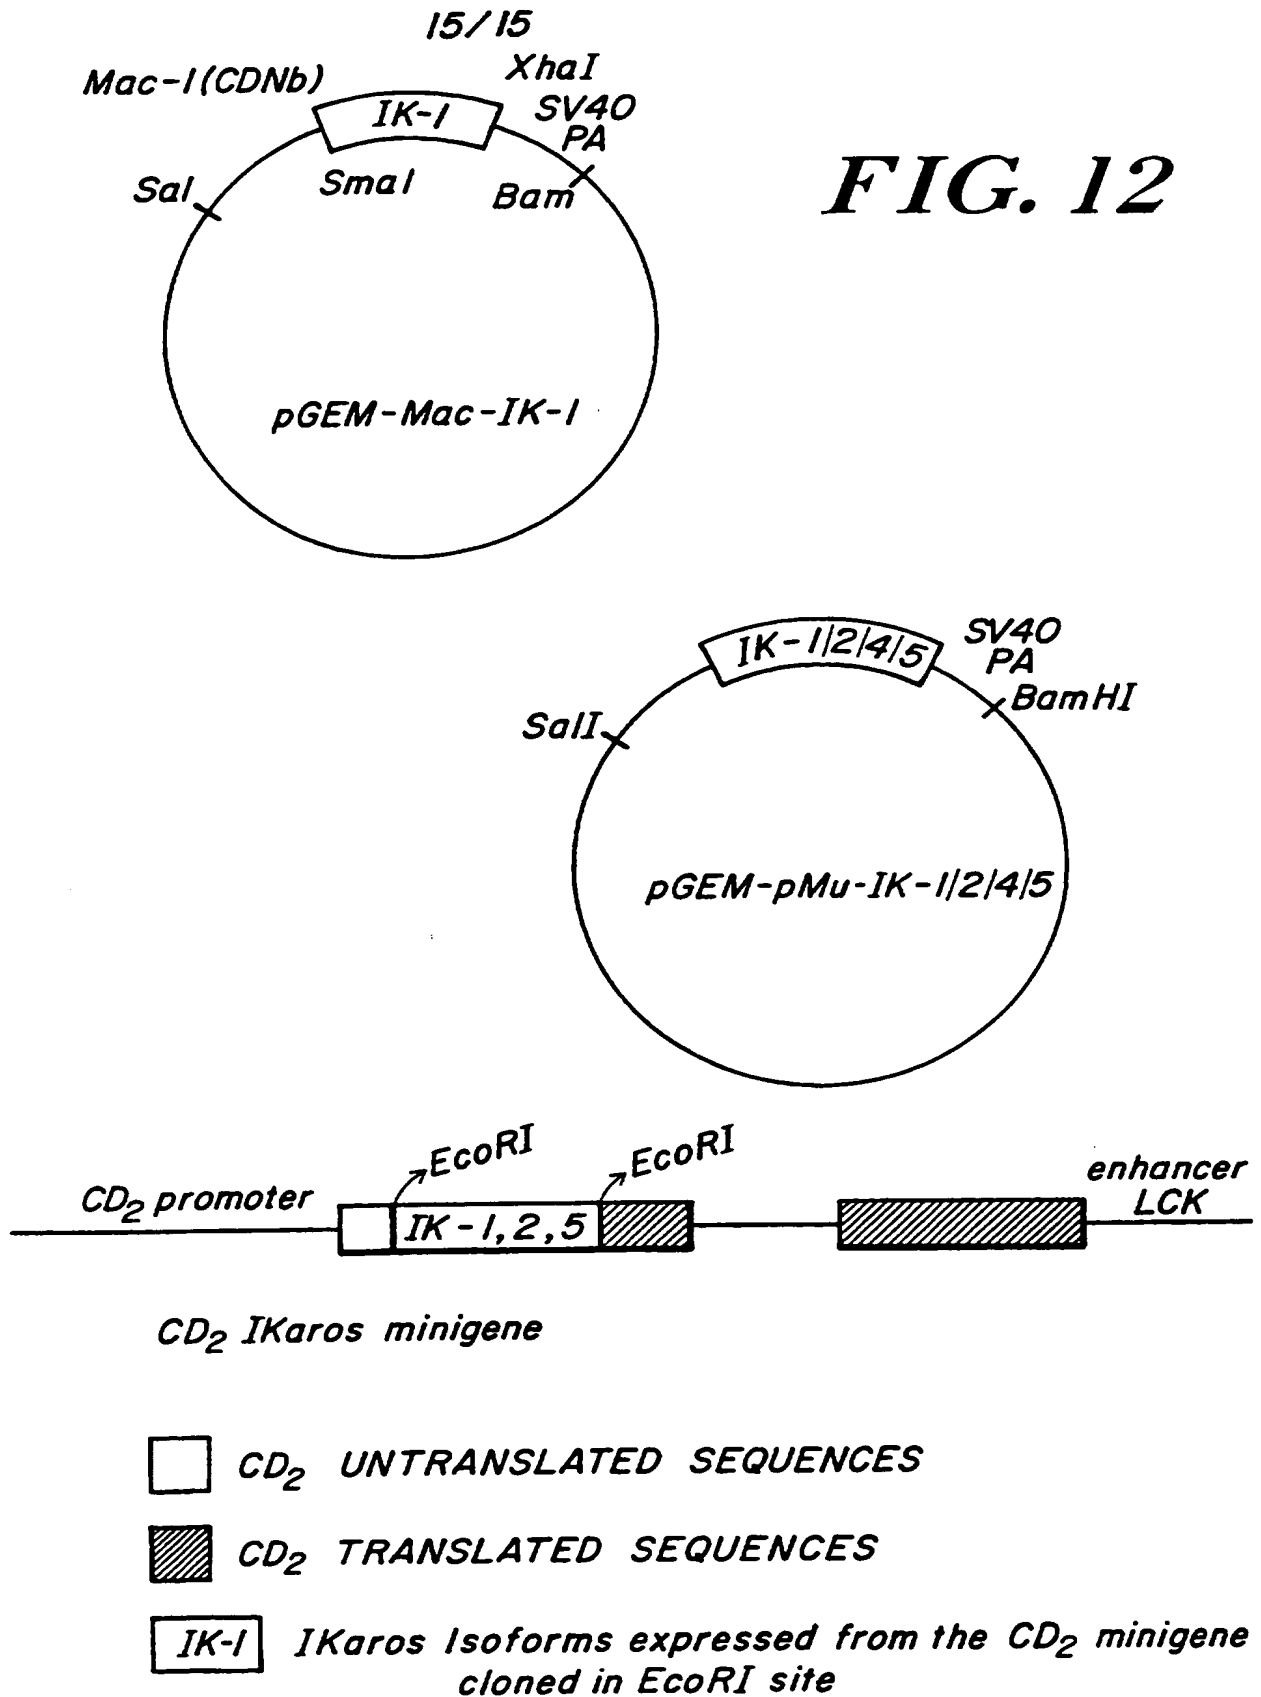 15/15
Mac-1(CDNb)
XhaI
IK-1
SV40
PA
Sal
SmaI
Bam
FIG. 12
pGEM-Mac-IK-1
IK-1/2/4/5
SV40
PA
BamHI
SalI
pGEM-pMu-IK-1/2/4/5
EcoRI
EcoRI
CD2 promoter
IK-1,2,5
enhancer
LCK
CD2 IKaros minigene
CD2 UNTRANSLATED SEQUENCES
CD2 TRANSLATED SEQUENCES
IK-1 IKaros Isoforms expressed from the CD2 minigene
cloned in EcoRI site